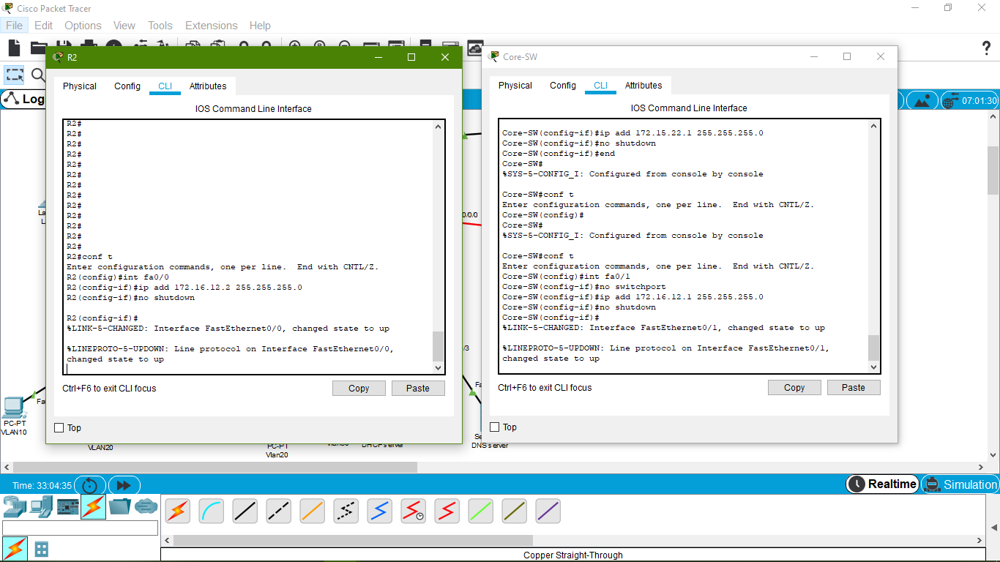 Cisco Packet Tracer
File Edit Options View Tools Extensions Help
Logi
07:01:30
R2
Physical Config CLI Attributes
IOS Command Line Interface
R2#
R2#
R2#
R2#
R2#
R2#
R2#
R2#
R2#
R2#
R2#
R2#
R2#
R2#conf t
Enter configuration commands, one per line. End with CNTL/Z.
R2(config)#int fa0/0
R2(config-if)#ip add 172.16.12.2 255.255.255.0
R2(config-if)#no shutdown
R2(config-if)#
%LINK-5-CHANGED: Interface FastEthernet0/0, changed state to up
%LINEPROTO-5-UPDOWN: Line protocol on Interface FastEthernet0/0,
changed state to up
Ctrl+F6 to exit CLI focus
Copy Paste
Top
Core-SW
Physical Config CLI Attributes
IOS Command Line Interface
Core-SW(config-if)#ip add 172.15.22.1 255.255.255.0
Core-SW(config-if)#no shutdown
Core-SW(config-if)#end
Core-SW#
%SYS-5-CONFIG_I: Configured from console by console
Core-SW#conf t
Enter configuration commands, one per line. End with CNTL/Z.
Core-SW(config)#
Core-SW#
%SYS-5-CONFIG_I: Configured from console by console
Core-SW#conf t
Enter configuration commands, one per line. End with CNTL/Z.
Core-SW(config)#int fa0/1
Core-SW(config-if)#no switchport
Core-SW(config-if)#ip add 172.16.12.1 255.255.255.0
Core-SW(config-if)#no shutdown
Core-SW(config-if)#
%LINK-5-CHANGED: Interface FastEthernet0/1, changed state to up
%LINEPROTO-5-UPDOWN: Line protocol on Interface FastEthernet0/1,
changed state to up
Ctrl+F6 to exit CLI focus
Copy Paste
Top
La
L
0/0/0
/3
Fa
Fa
PC-PT
VLAN10
VLAN20
PC-PT
Vlan20
DHCP server
Se
DNS server
Time: 33:04:35
Realtime Simulation
Copper Straight-Through